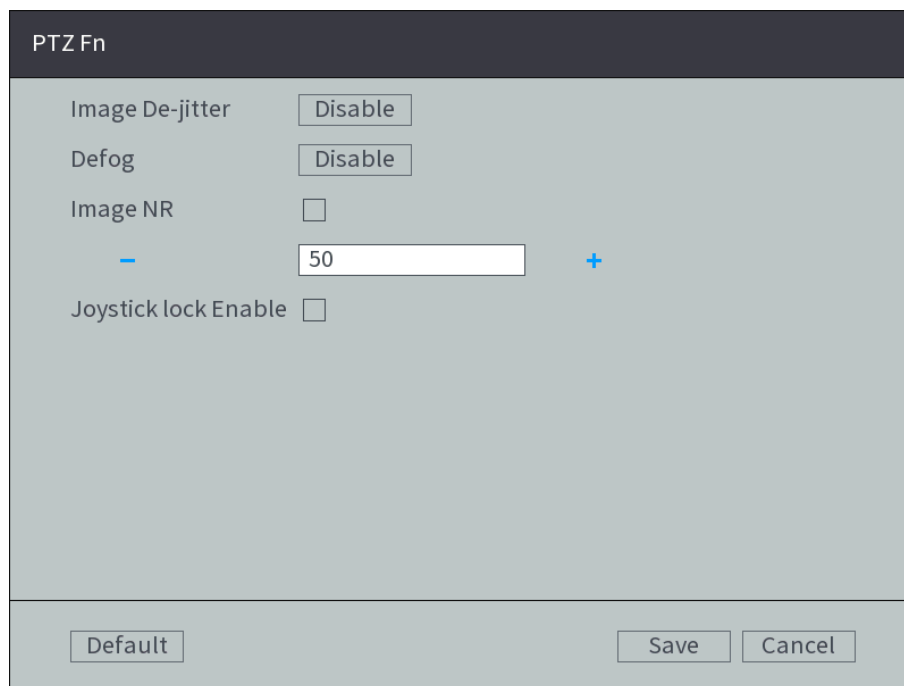 PTZ Fn
Image De-jitter Disable
Defog Disable
Image NR
− 50 +
Joystick lock Enable
Default Save Cancel